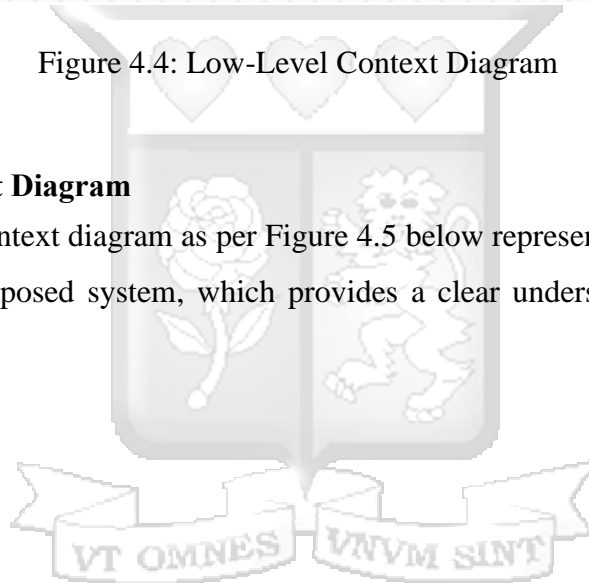 Figure 4.4: Low-Level Context Diagram
t Diagram
ntext diagram as per Figure 4.5 below represen
posed system, which provides a clear unders
VT OMNES VNVM SINT